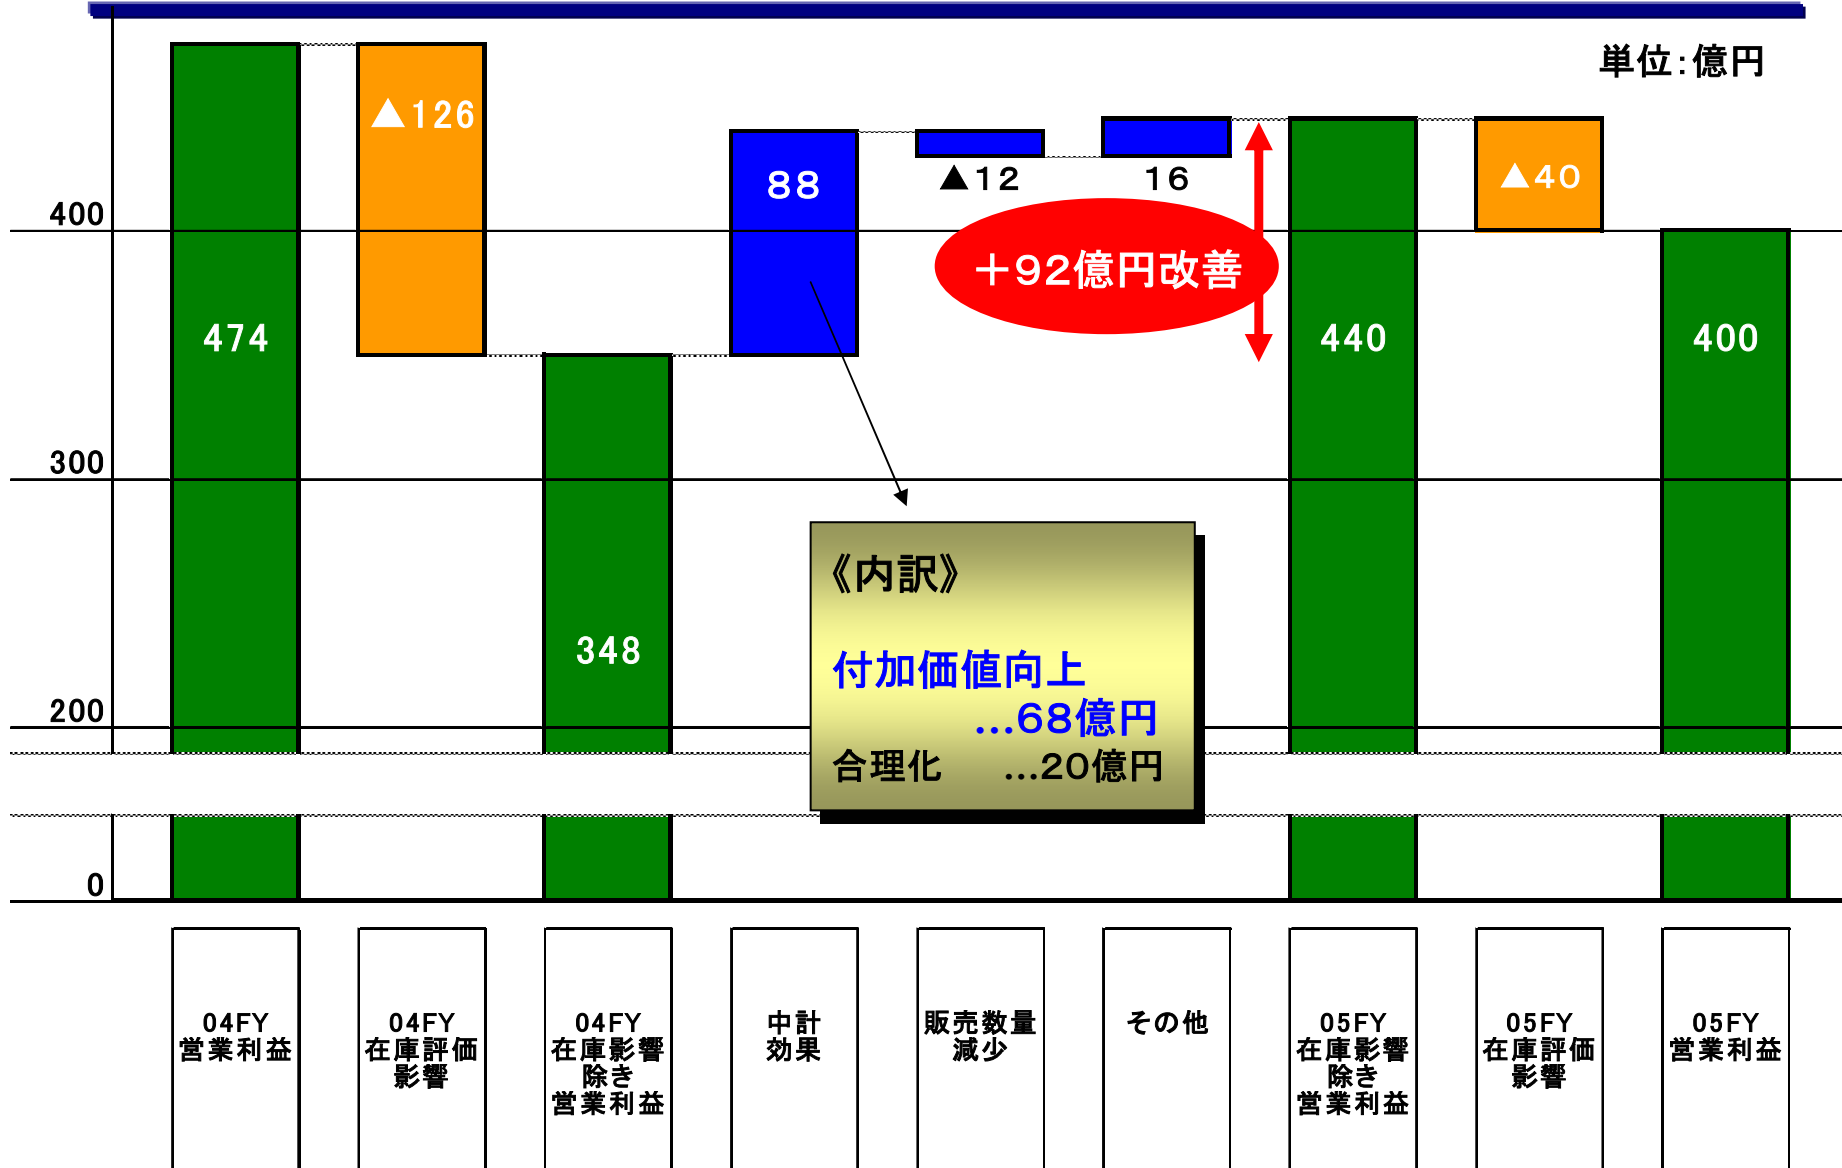 単位:億円
▲126
88
▲12
16
▲40
400
+92億円改善
474
440
400
300
《内訳》
348
付加価値向上
…68億円
200
合理化 …20億円
0
04FY
営業利益
04FY
在庫評価
影響
04FY
在庫影響
除き
営業利益
中計
効果
販売数量
減少
その他
05FY
在庫影響
除き
営業利益
05FY
在庫評価
影響
05FY
営業利益